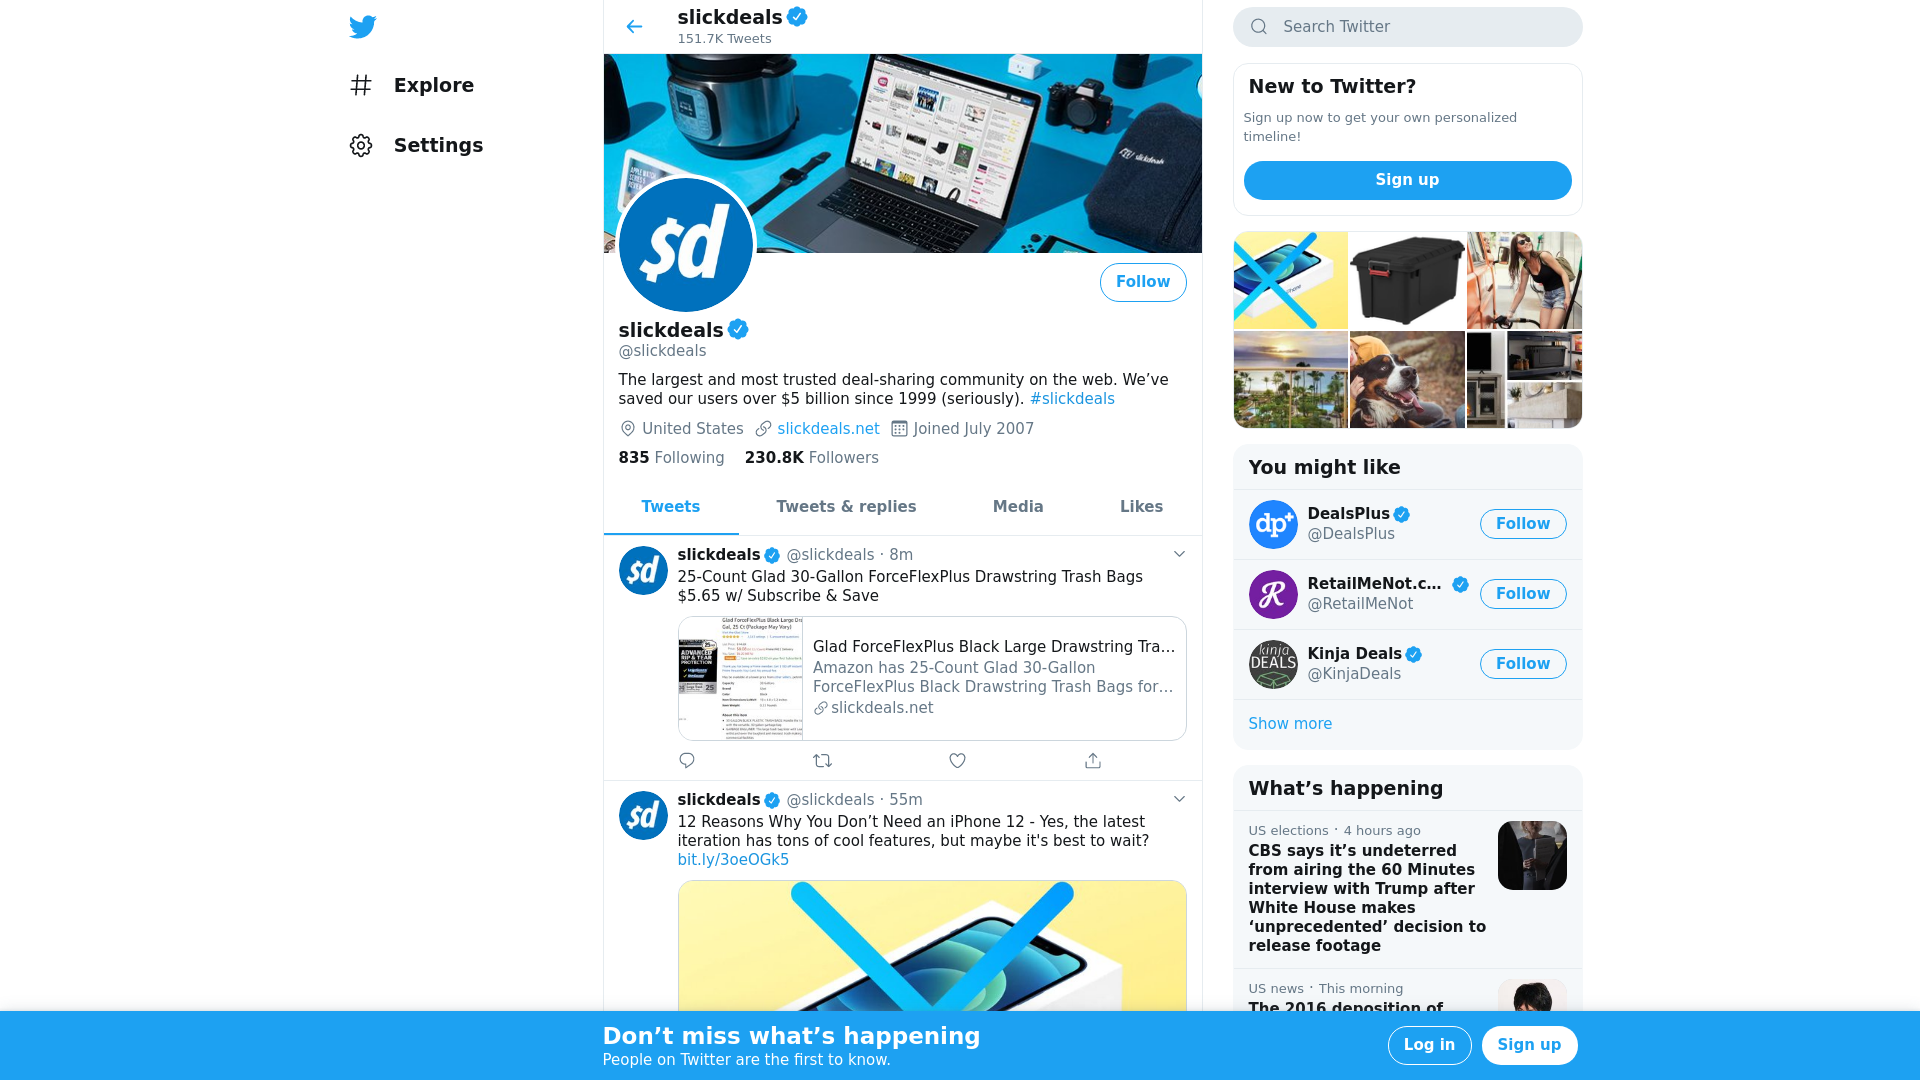 Explore
Settings
slickdeals
151.7K Tweets
slickdeals
$d
Follow
slickdeals
@slickdeals
The largest and most trusted deal-sharing community on the web. We’ve
saved our users over $5 billion since 1999 (seriously). #slickdeals
United States slickdeals.net Joined July 2007
835 Following 230.8K Followers
Tweets Tweets & replies Media Likes
$d
slickdeals @slickdeals · 8m
25-Count Glad 30-Gallon ForceFlexPlus Drawstring Trash Bags
$5.65 w/ Subscribe & Save
ADVANCED
RIP & TEAR
PROTECTION
25
Glad ForceFlexPlus Black Large Drawstring Tra…
Amazon has 25-Count Glad 30-Gallon
ForceFlexPlus Black Drawstring Trash Bags for…
slickdeals.net
$d
slickdeals @slickdeals · 55m
12 Reasons Why You Don’t Need an iPhone 12 - Yes, the latest
iteration has tons of cool features, but maybe it's best to wait?
bit.ly/3oeOGk5
Search Twitter
New to Twitter?
Sign up now to get your own personalized
timeline!
Sign up
You might like
dp+
DealsPlus
@DealsPlus
Follow
R
RetailMeNot.c…
@RetailMeNot
Follow
kinja
DEALS
Kinja Deals
@KinjaDeals
Follow
Show more
What’s happening
US elections · 4 hours ago
CBS says it’s undeterred
from airing the 60 Minutes
interview with Trump after
White House makes
‘unprecedented’ decision to
release footage
US news · This morning
The 2016 deposition of
Don’t miss what’s happening
People on Twitter are the first to know.
Log in
Sign up